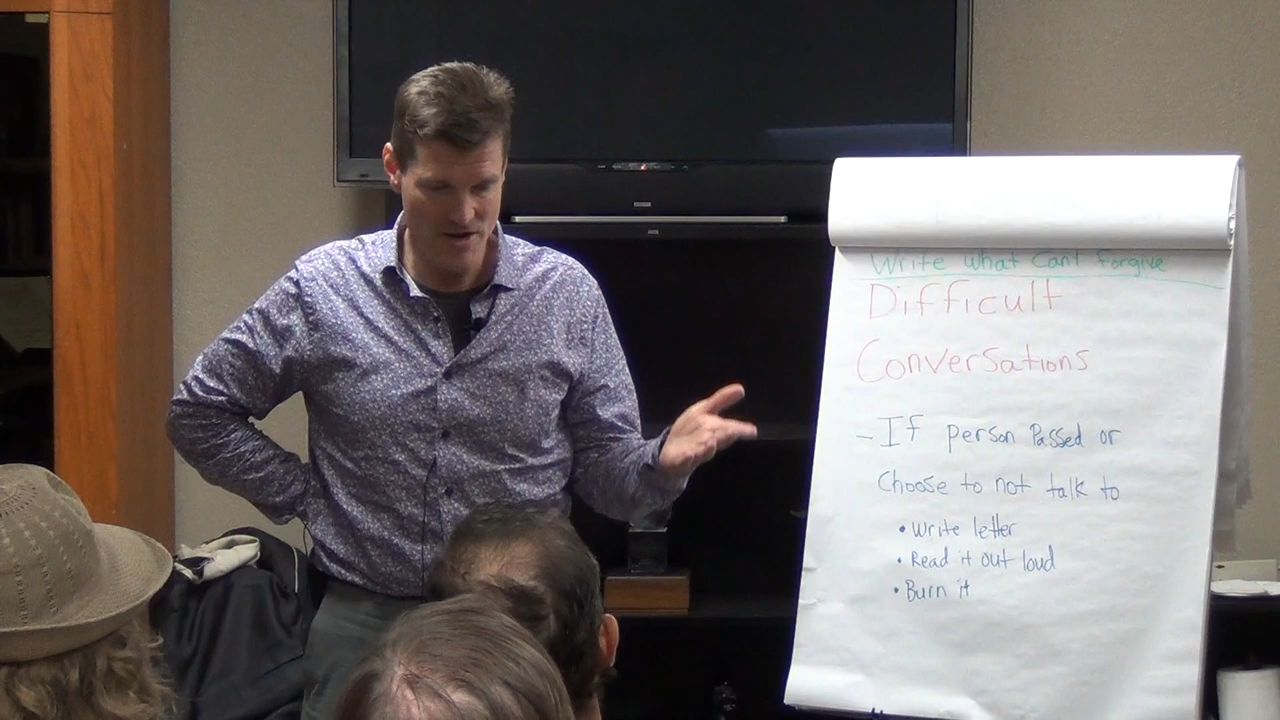 Write what Cant forgive
Difficult
Conversations
- If person Passed or
Choose to not talk to
• Write letter
• Read it out loud
• Burn it